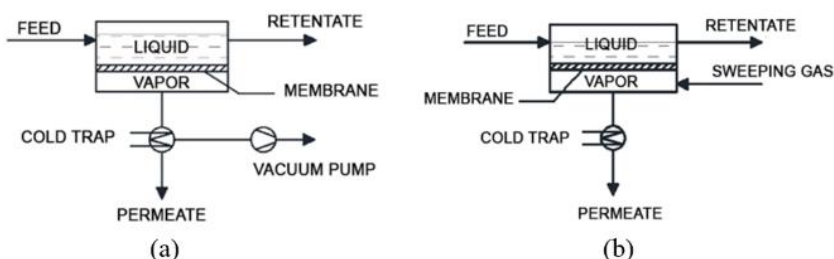 FEED
RETENTATE
LIQUID
VAPOR
MEMBRANE
COLD TRAP
VACUUM PUMP
PERMEATE
(a)
FEED
RETENTATE
LIQUID
SWEEPING GAS
VAPOR
MEMBRANE
COLD TRAP
PERMEATE
(b)